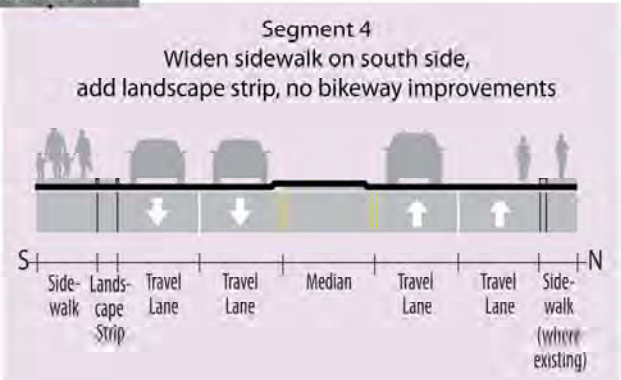 Segment 4
Widen sidewalk on south side,
add landscape strip, no bikeway improvements
S N
Side-
walk
Lands-
cape
Strip
Travel
Lane
Travel
Lane
Median
Travel
Lane
Travel
Lane
Side-
walk
(where
existing)